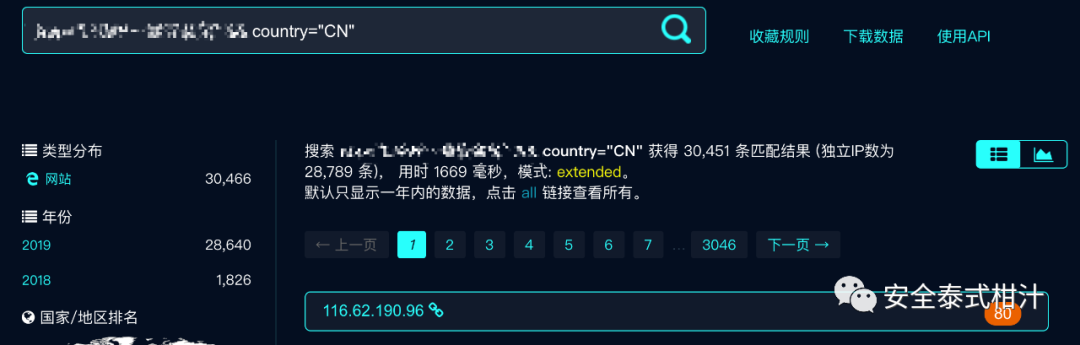 country="CN"
收藏规则 下载数据 使用API
类型分布
网站 30,466
年份
2019 28,640
2018 1,826
国家/地区排名
搜索 country="CN" 获得 30,451 条匹配结果 (独立IP数为
28,789 条)， 用时 1669 毫秒，模式: extended。
默认只显示一年内的数据，点击 all 链接查看所有。
← 上一页 1 2 3 4 5 6 7 ... 3046 下一页 →
116.62.190.96
80
安全泰式柑汁